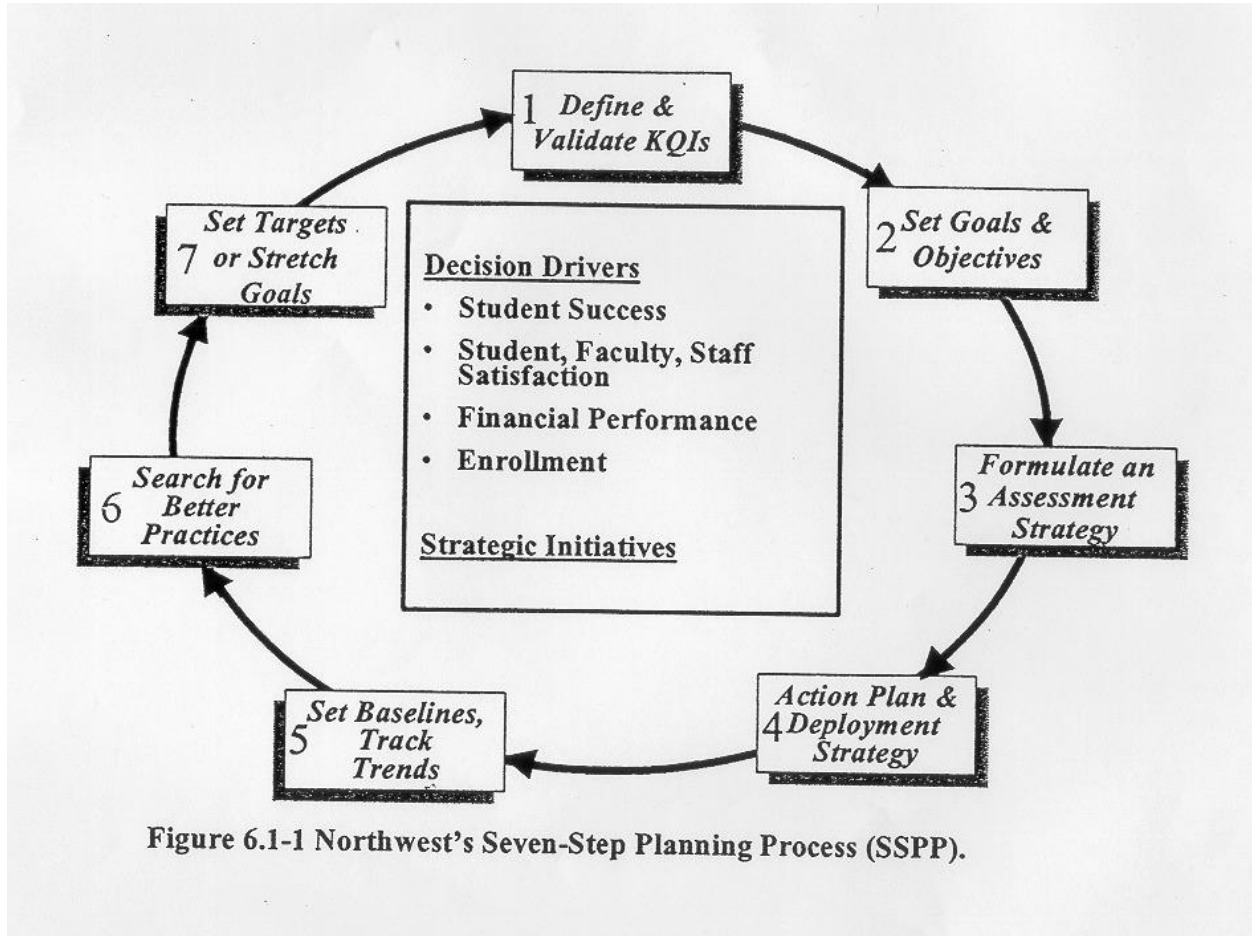 1 Define &
Validate KQIs
2 Set Goals &
Objectives
3 Formulate an
Assessment
Strategy
4 Action Plan &
Deployment
Strategy
5 Set Baselines,
Track
Trends
6 Search for
Better
Practices
7 Set Targets
or Stretch
Goals
Decision Drivers
• Student Success
• Student, Faculty, Staff
Satisfaction
• Financial Performance
• Enrollment
Strategic Initiatives
Figure 6.1-1 Northwest's Seven-Step Planning Process (SSPP).